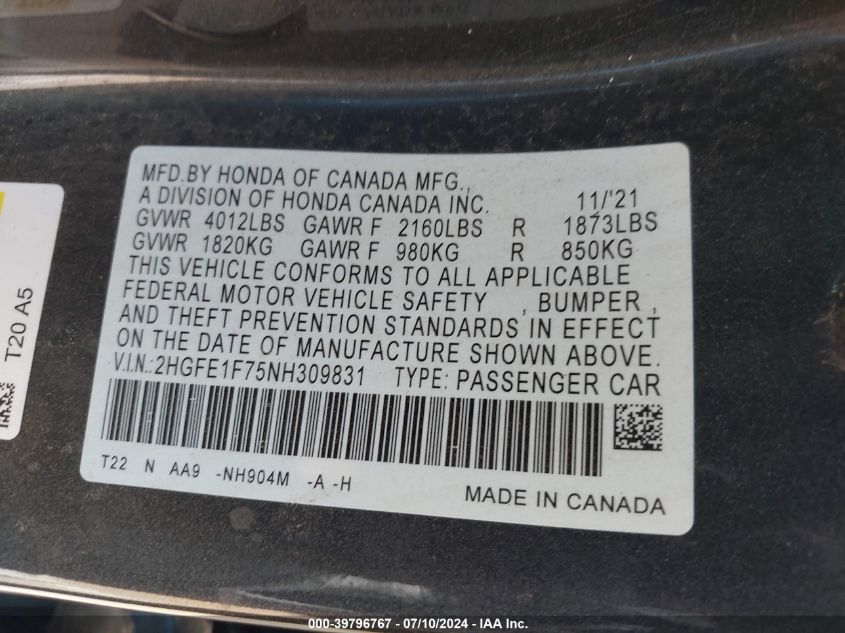 MFD.BY HONDA OF CANADA MFG.,
A DIVISION OF HONDA CANADA INC. 11/'21
GVWR 4012LBS GAWR F 2160LBS R 1873LBS
GVWR 1820KG GAWR F 980KG R 850KG
THIS VEHICLE CONFORMS TO ALL APPLICABLE
FEDERAL MOTOR VEHICLE SAFETY , BUMPER ,
AND THEFT PREVENTION STANDARDS IN EFFECT
ON THE DATE OF MANUFACTURE SHOWN ABOVE.
V.I.N.:2HGFE1F75NH309831 TYPE: PASSENGER CAR
T22 N AA9 -NH904M -A -H
MADE IN CANADA
T20 A5
000-39796767 - 07/10/2024 - IAA Inc.